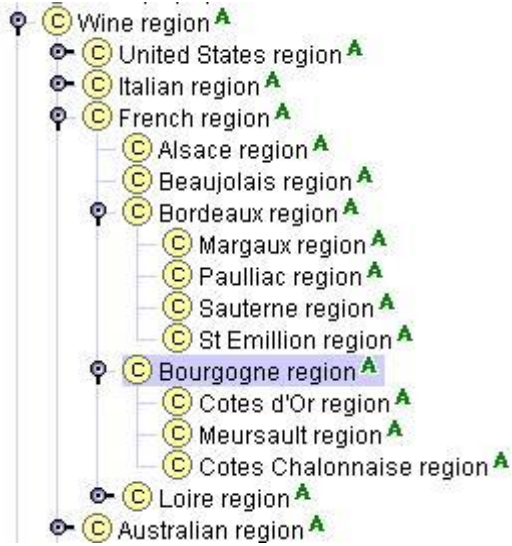 C Wine region A
C United States region A
C Italian region A
C French region A
C Alsace region A
C Beaujolais region A
C Bordeaux region A
C Margaux region A
C Paulliac region A
C Sauterne region A
C St Emillion region A
C Bourgogne region A
C Cotes d'Or region A
C Meursault region A
C Cotes Chalonnaise region A
C Loire region A
C Australian region A